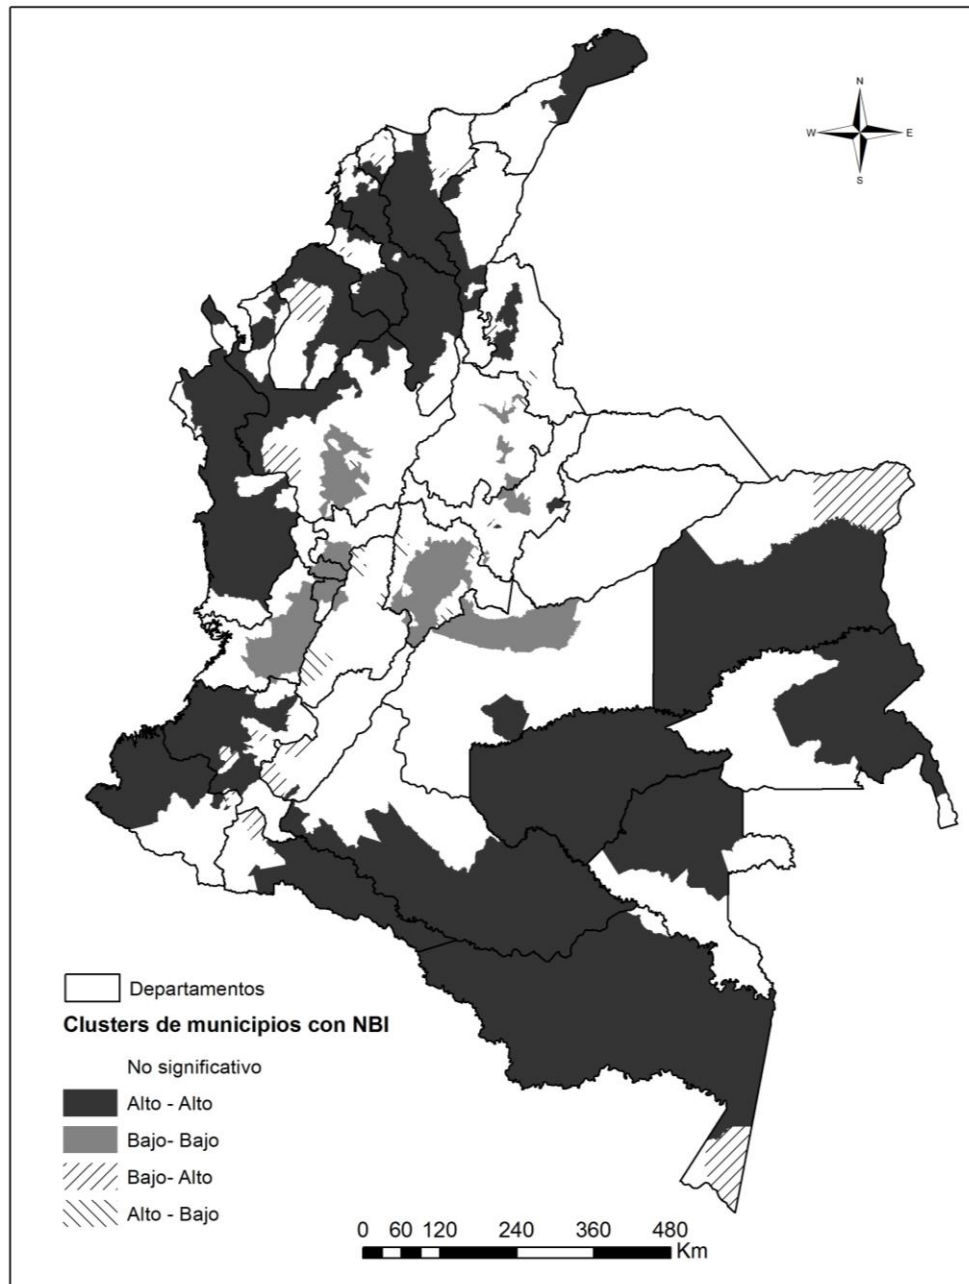 N
W E
S
Departamentos
Clusters de municipios con NBI
No significativo
Alto - Alto
Bajo- Bajo
Bajo- Alto
Alto - Bajo
0 60 120 240 360 480
Km